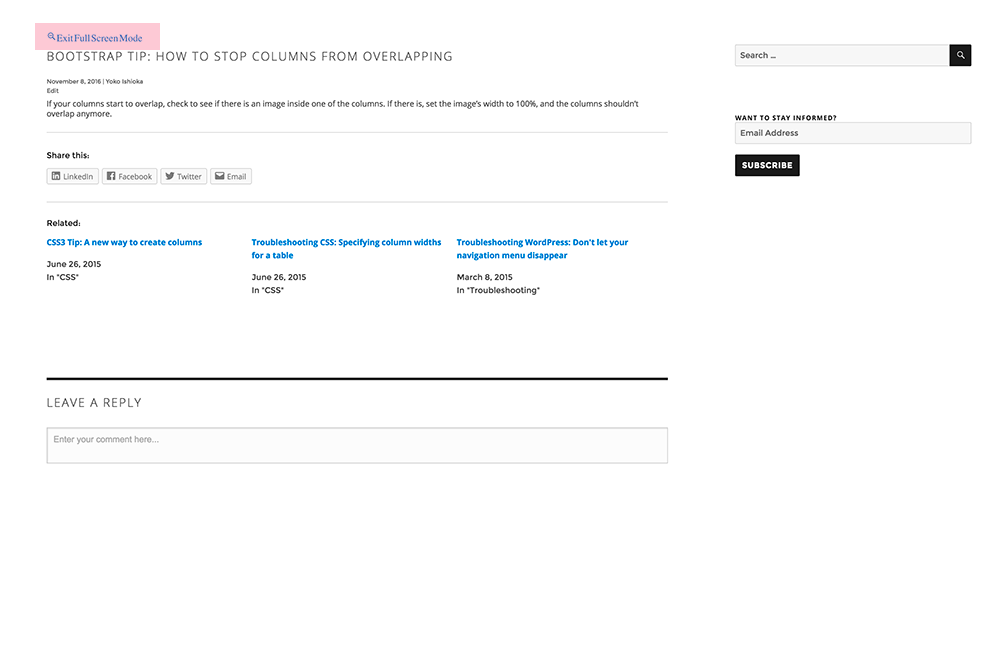 Exit Full Screen Mode
BOOTSTRAP TIP: HOW TO STOP COLUMNS FROM OVERLAPPING
November 8, 2016 | Yoko Ishioka
Edit
If your columns start to overlap, check to see if there is an image inside one of the columns. If there is, set the image's width to 100%, and the columns shouldn't
overlap anymore.
Share this:
LinkedIn Facebook Twitter Email
Related:
CSS3 Tip: A new way to create columns
June 26, 2015
In "CSS"
Troubleshooting CSS: Specifying column widths
for a table
June 26, 2015
In "CSS"
Troubleshooting WordPress: Don't let your
navigation menu disappear
March 8, 2015
In "Troubleshooting"
LEAVE A REPLY
Enter your comment here...
Search ...
WANT TO STAY INFORMED?
Email Address
SUBSCRIBE